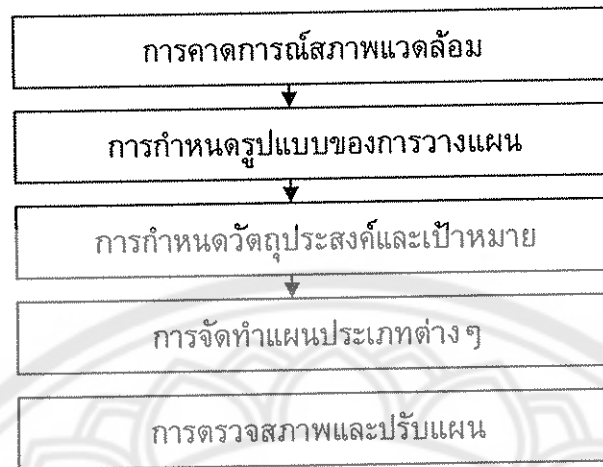 การคาดการณ์สภาพแวดล้อม
การกำหนดรูปแบบของการวางแผน
การกำหนดวัตถุประสงค์และเป้าหมาย
การจัดทำแผนประเภทต่างๆ
การตรวจสภาพและปรับแผน